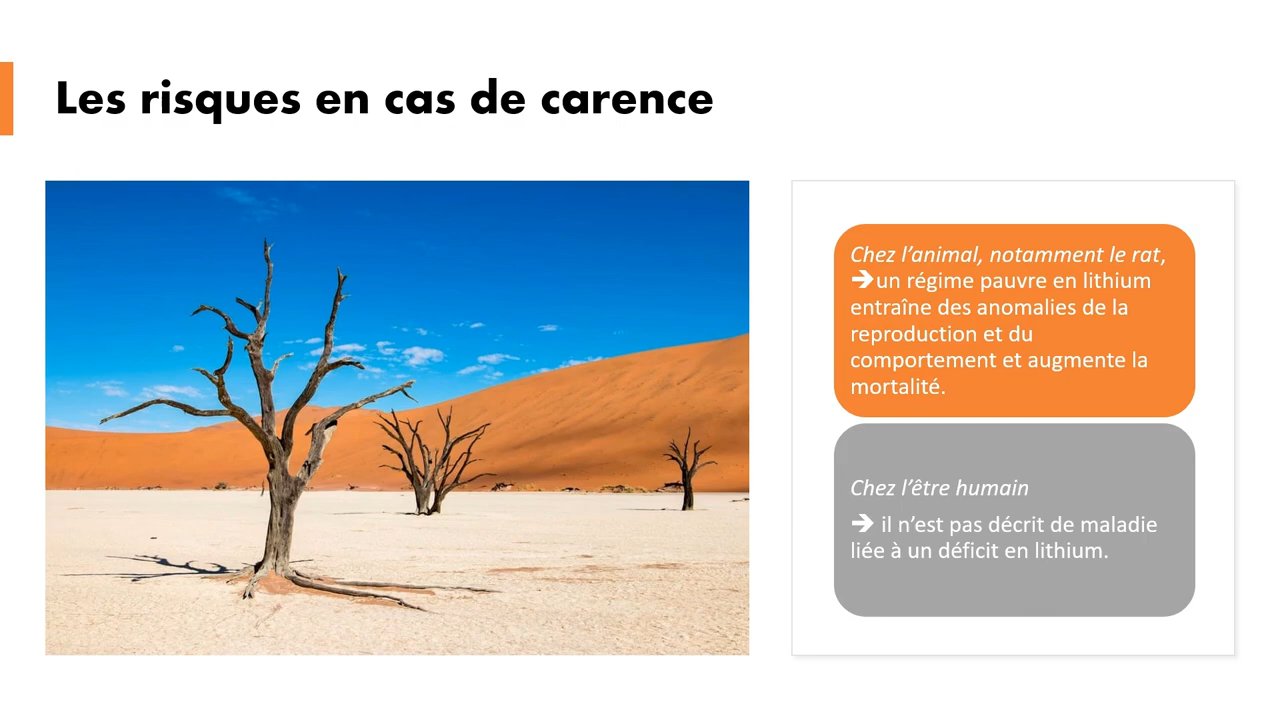 Les risques en cas de carence
Chez l’animal, notamment le rat,
➔un régime pauvre en lithium
entraîne des anomalies de la
reproduction et du
comportement et augmente la
mortalité.
Chez l’être humain
➔ il n’est pas décrit de maladie
liée à un déficit en lithium.